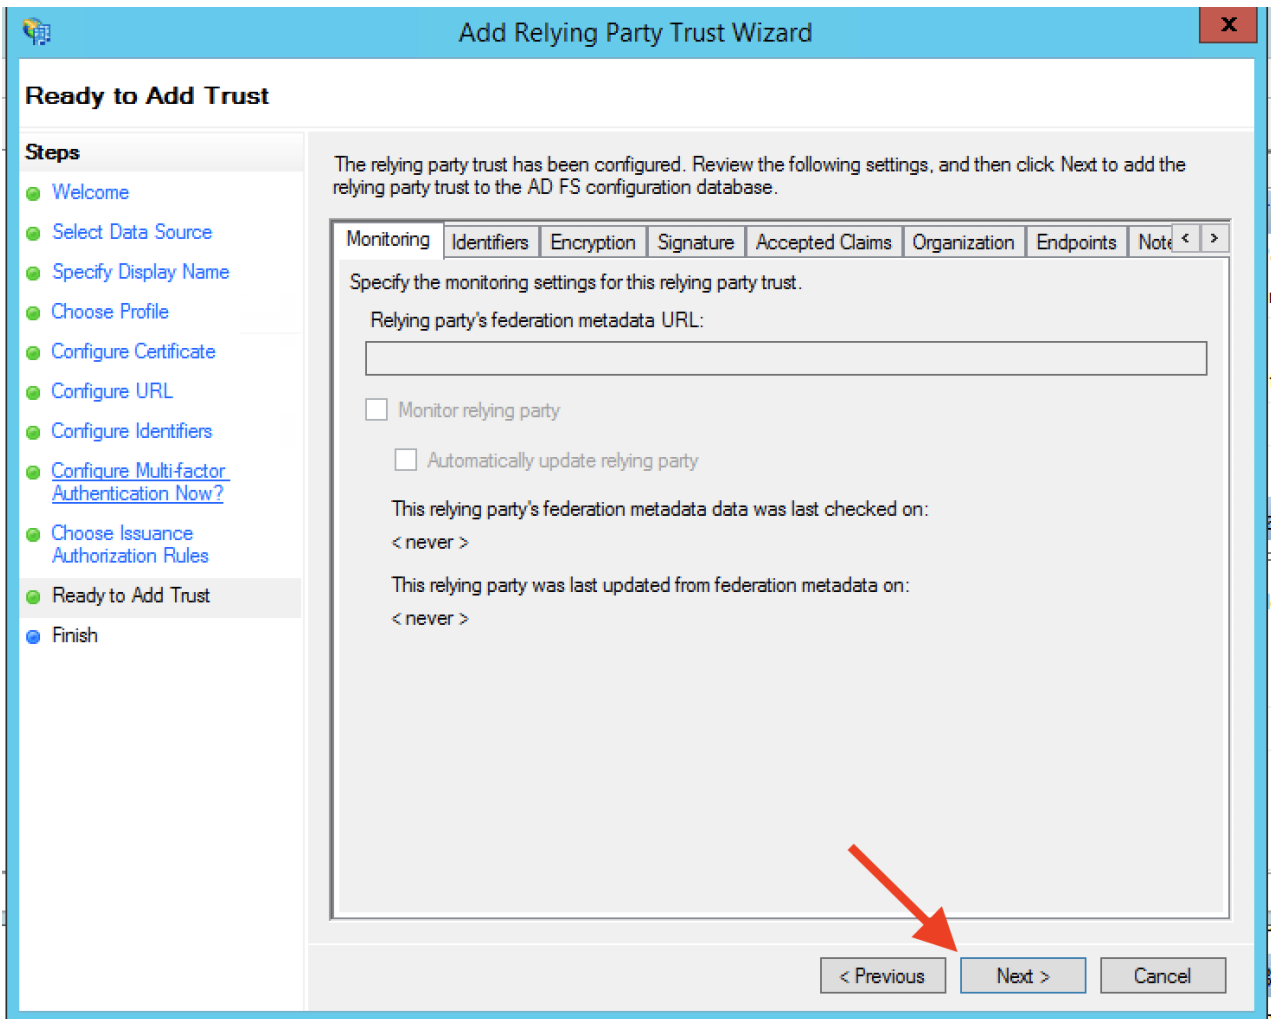 Add Relying Party Trust Wizard
X
Ready to Add Trust
Steps
Welcome
Select Data Source
Specify Display Name
Choose Profile
Configure Certificate
Configure URL
Configure Identifiers
Configure Multi-factor
Authentication Now?
Choose Issuance
Authorization Rules
Ready to Add Trust
Finish
The relying party trust has been configured. Review the following settings, and then click Next to add the
relying party trust to the AD FS configuration database.
Monitoring Identifiers Encryption Signature Accepted Claims Organization Endpoints Note < >
Specify the monitoring settings for this relying party trust.
Relying party's federation metadata URL:
Monitor relying party
Automatically update relying party
This relying party's federation metadata data was last checked on:
< never >
This relying party was last updated from federation metadata on:
< never >
< Previous Next > Cancel